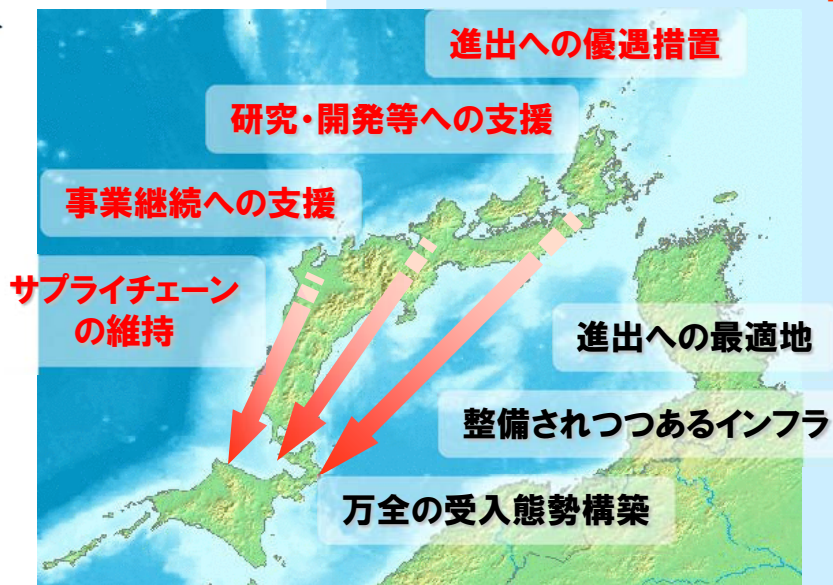 進出への優遇措置
研究・開発等への支援
事業継続への支援
サプライチェーン
の維持
進出への最適地
整備されつつあるインフラ
万全の受入態勢構築